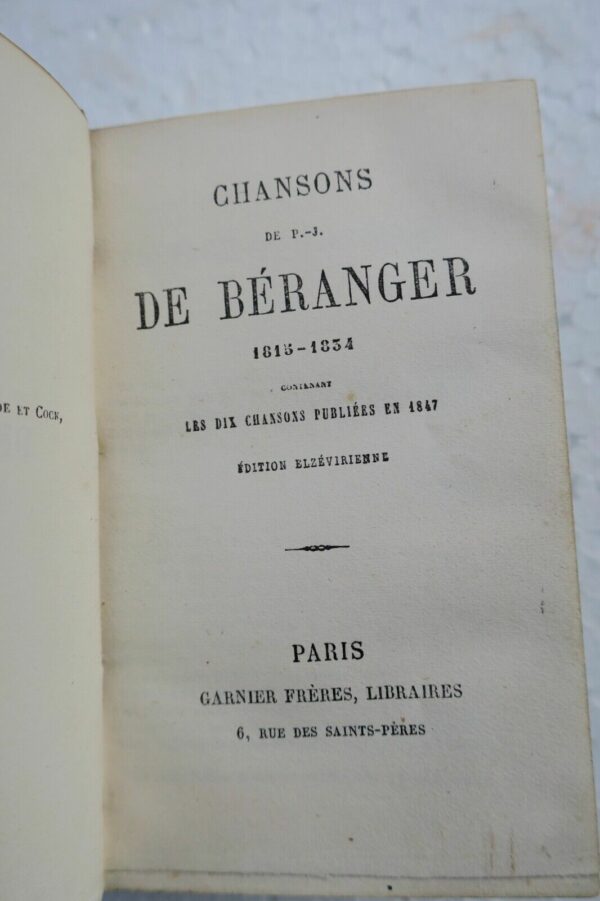 DE ET COCK,
CHANSONS
DE P.-J.
DE BÉRANGER
1815-1834
CONTENANT
LES DIX CHANSONS PUBLIÉES EN 1847
ÉDITION ELZÉVIRIENNE
PARIS
GARNIER FRÈRES, LIBRAIRES
6, RUE DES SAINTS-PÈRES